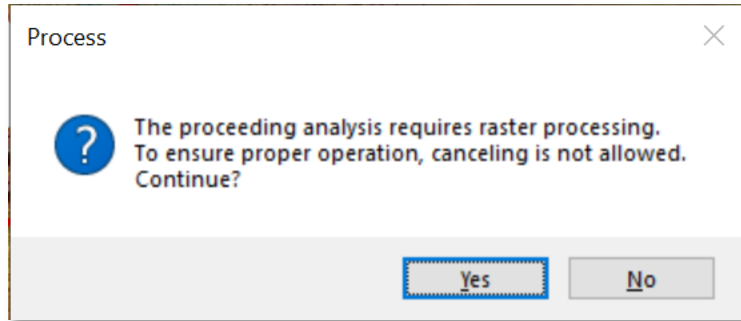 Process
?
The proceeding analysis requires raster processing.
To ensure proper operation, canceling is not allowed.
Continue?
Yes
No